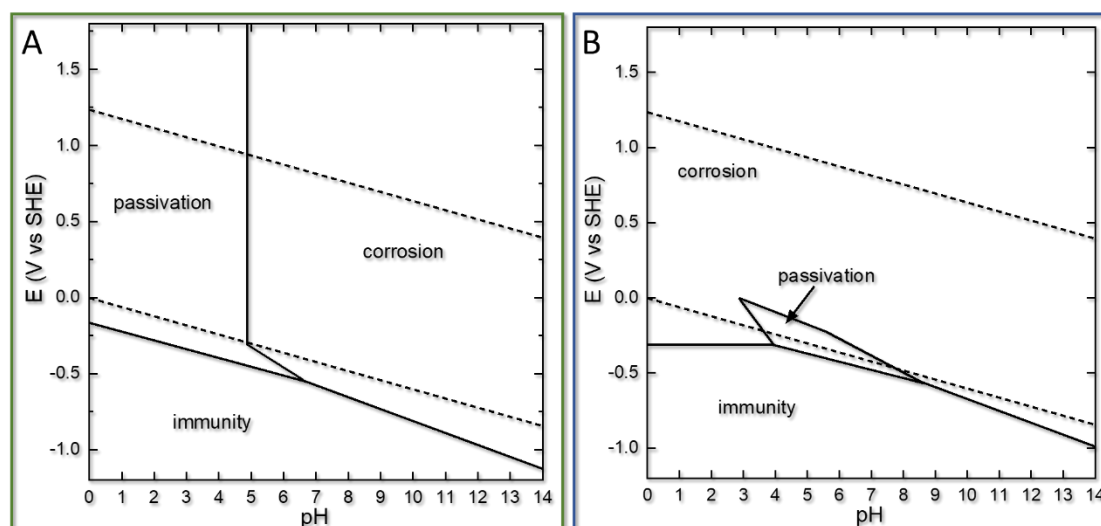 A
E (V vs SHE)
1.5
1.0
0.5
0.0
-0.5
-1.0
passivation
corrosion
immunity
0 1 2 3 4 5 6 7 8 9 10 11 12 13 14
pH
B
E (V vs SHE)
1.5
1.0
0.5
0.0
-0.5
-1.0
corrosion
passivation
immunity
0 1 2 3 4 5 6 7 8 9 10 11 12 13 14
pH